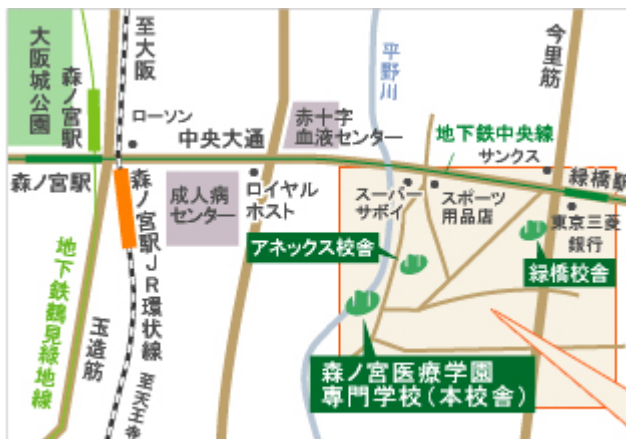 大阪城公園
森ノ宮駅
至大阪
ローソン
中央大通
赤十字
血液センター
平野川
今里筋
地下鉄中央線
サンクス
緑橋駅
森ノ宮駅
成人病
センター
ロイヤル
ホスト
スーパー
サボイ
スポーツ
用品店
東京三菱
銀行
アネックス校舎
緑橋校舎
森ノ宮駅JR環状線
至天王寺
地下鉄鶴見緑地線
玉造筋
森ノ宮医療学園
専門学校(本校舎)